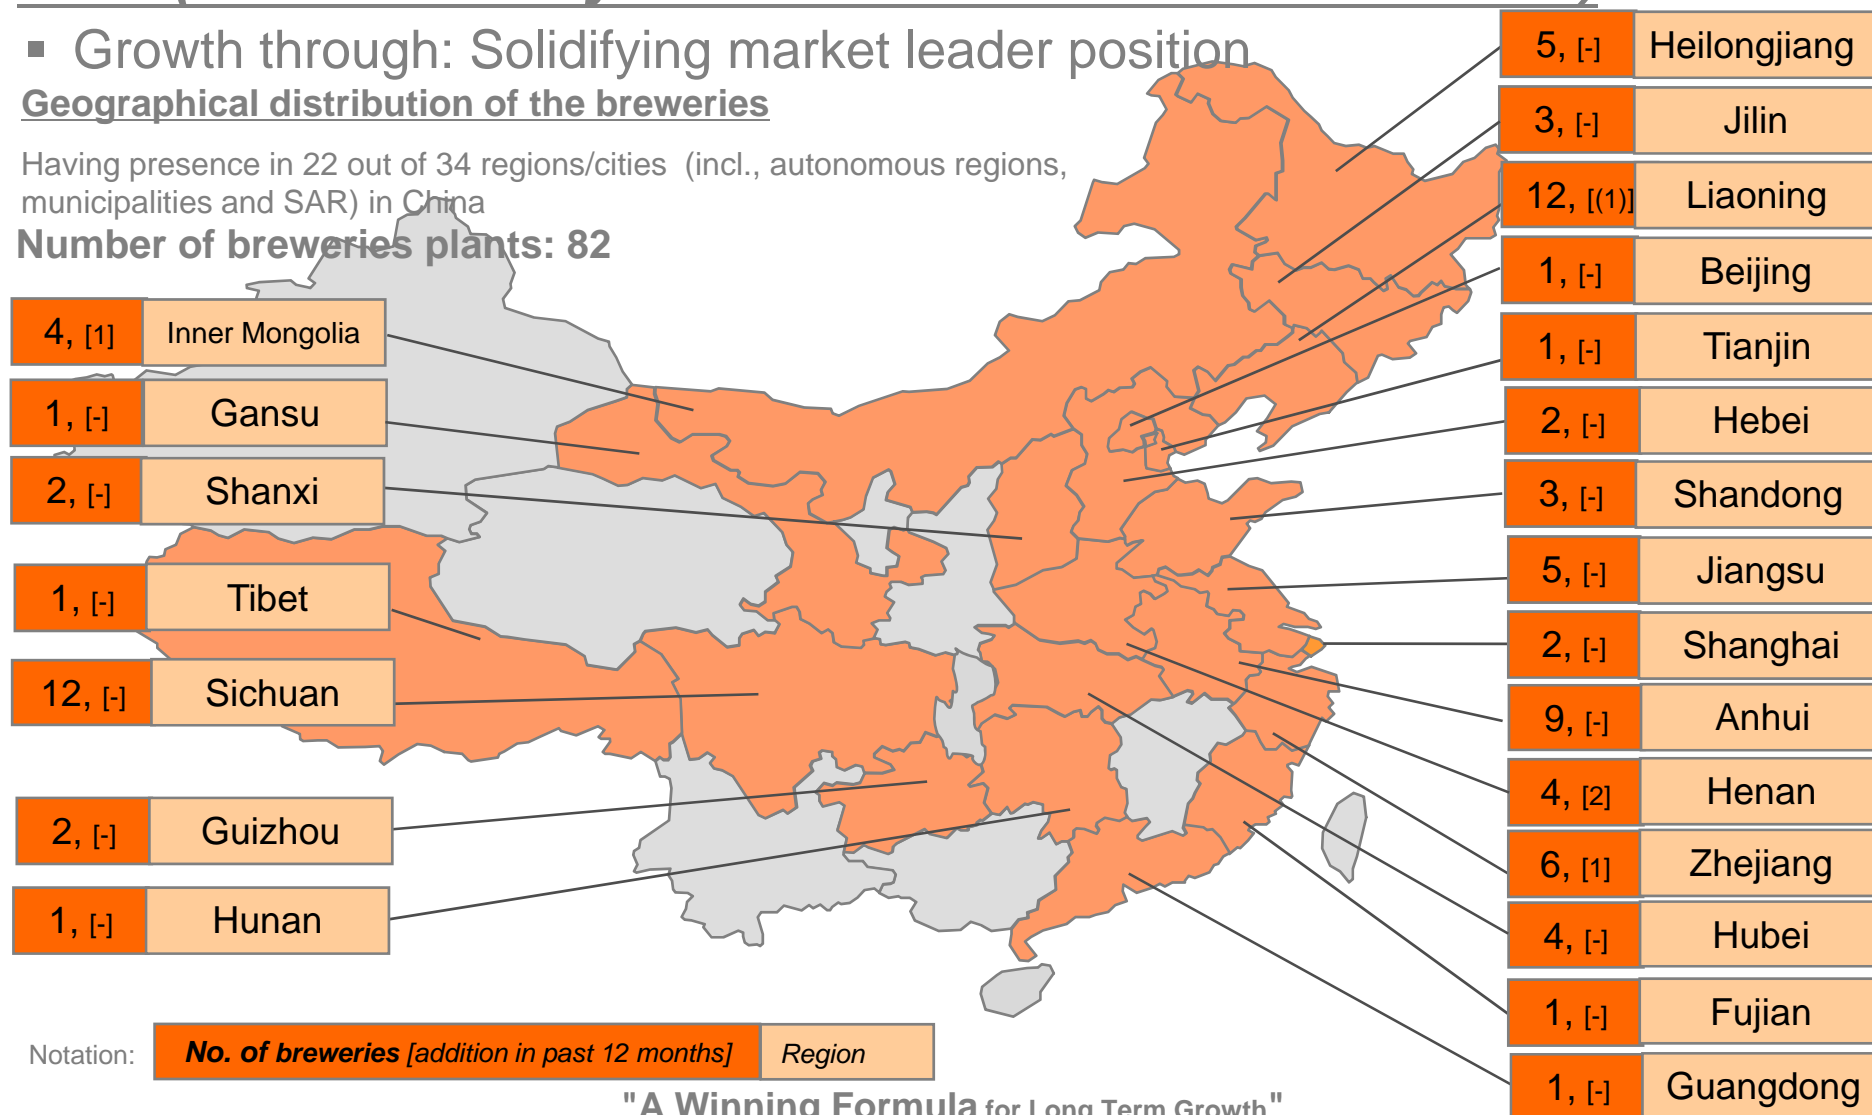 ▪ Growth through: Solidifying market leader position
Geographical distribution of the breweries
Having presence in 22 out of 34 regions/cities (incl., autonomous regions,
municipalities and SAR) in China
Number of breweries plants: 82
4, [1] Inner Mongolia
1, [-] Gansu
2, [-] Shanxi
1, [-] Tibet
12, [-] Sichuan
2, [-] Guizhou
1, [-] Hunan
5, [-] Heilongjiang
3, [-] Jilin
12, [(1)] Liaoning
1, [-] Beijing
1, [-] Tianjin
2, [-] Hebei
3, [-] Shandong
5, [-] Jiangsu
2, [-] Shanghai
9, [-] Anhui
4, [2] Henan
6, [1] Zhejiang
4, [-] Hubei
1, [-] Fujian
1, [-] Guangdong
Notation: No. of breweries [addition in past 12 months] Region
"A Winning Formula for Long Term Growth"